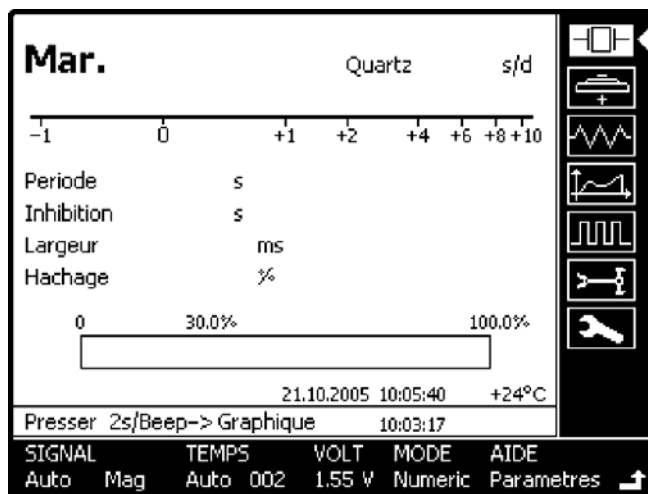 Mar. Quartz s/d
-1 0 +1 +2 +4 +6 +8 +10
Periode s
Inhibition s
Largeur ms
Hachage %
0 30.0% 100.0%
21.10.2005 10:05:40 +24°C
Presser 2s/Beep-> Graphique 10:03:17
SIGNAL TEMPS VOLT MODE AIDE
Auto Mag Auto 002 1.55 V Numeric Parametres